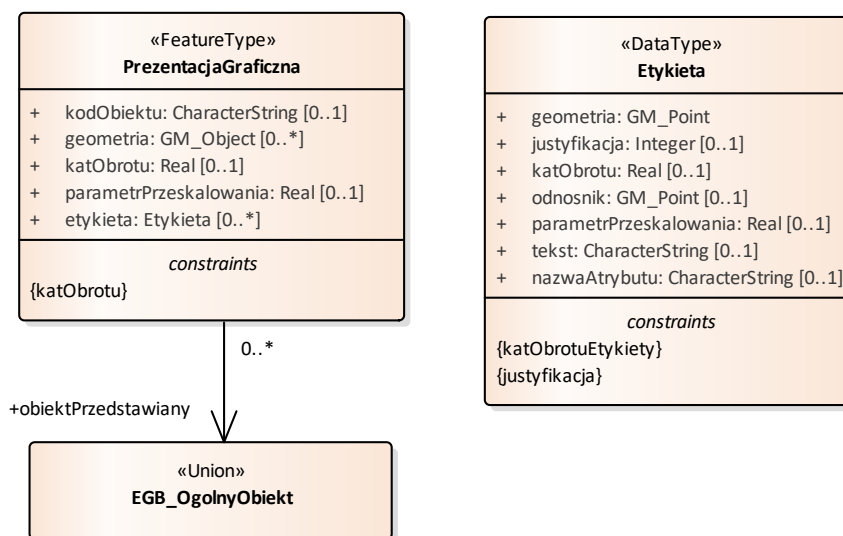 «FeatureType»
PrezentacjaGraficzna
+ kodObiektu: CharacterString [0..1]
+ geometria: GM_Object [0..*]
+ katObrotu: Real [0..1]
+ parametrPrzeskalowania: Real [0..1]
+ etykieta: Etykieta [0..*]
constraints
{katObrotu}
0..*
+obiektPrzedstawiany
«Union»
EGB_OgolnyObiekt
«DataType»
Etykieta
+ geometria: GM_Point
+ justyfikacja: Integer [0..1]
+ katObrotu: Real [0..1]
+ odnosnik: GM_Point [0..1]
+ parametrPrzeskalowania: Real [0..1]
+ tekst: CharacterString [0..1]
+ nazwaAtrybutu: CharacterString [0..1]
constraints
{katObrotuEtykiety}
{justyfikacja}